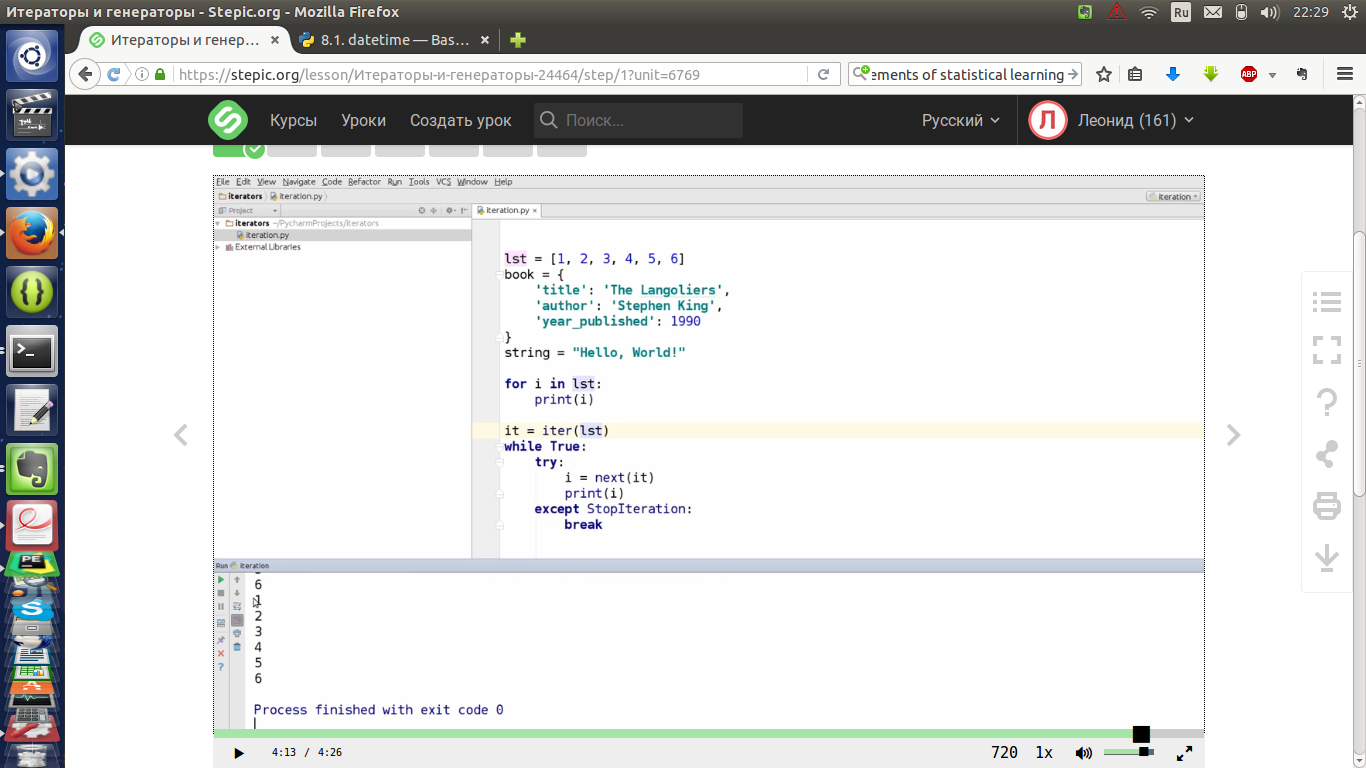 Итераторы и генераторы - Stepic.org - Mozilla Firefox
Ru
22:29
Итераторы и генер…
8.1. datetime — Bas…
https://stepic.org/lesson/Итераторы-и-генераторы-24464/step/1?unit=6769
ements of statistical learning
ABP
Курсы
Уроки
Создать урок
Поиск...
Русский
Л
Леонид (161)
File Edit View Navigate Code Refactor Run Tools VCS Window Help
iterators
iteration.py
iteration
Project
iteration.py
iterators ~/PycharmProjects/iterators
iteration.py
External Libraries
lst = [1, 2, 3, 4, 5, 6]
book = {
    'title': 'The Langoliers',
    'author': 'Stephen King',
    'year_published': 1990
}
string = "Hello, World!"
for i in lst:
    print(i)
it = iter(lst)
while True:
    try:
        i = next(it)
        print(i)
    except StopIteration:
        break
Run iteration
6
1
2
3
4
5
6
Process finished with exit code 0
4:13 / 4:26
720
1x
PE